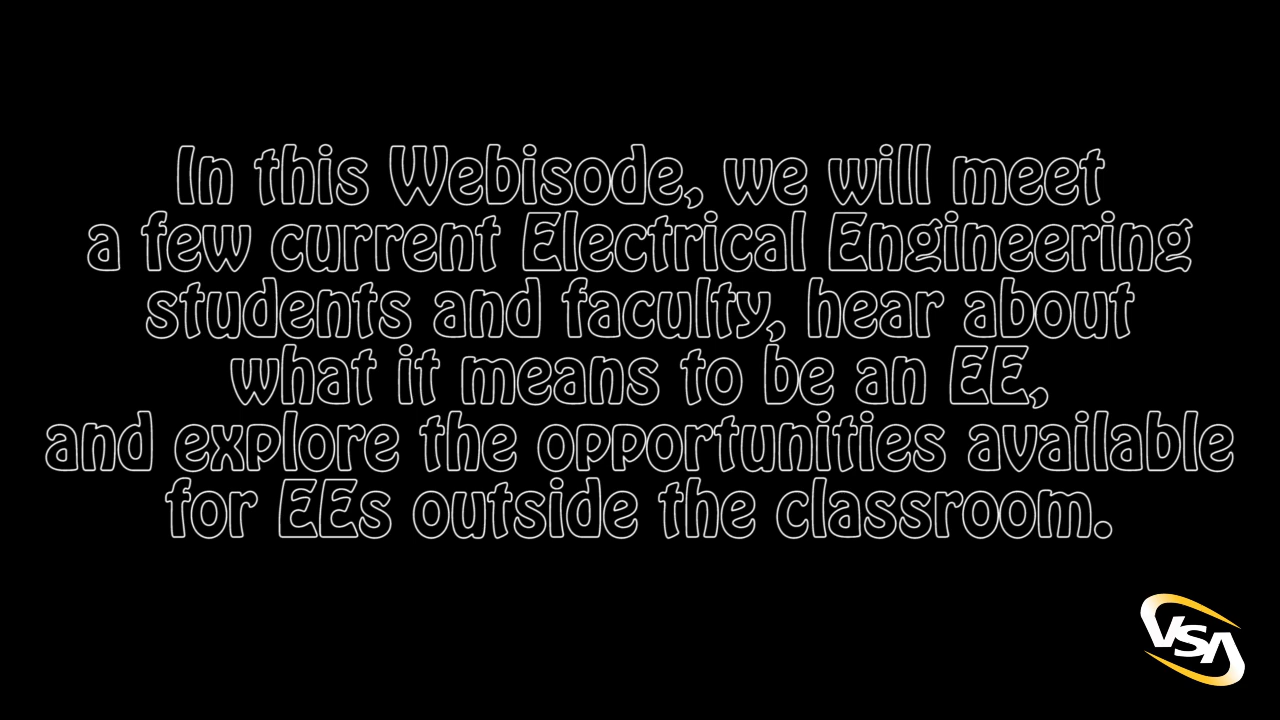 In this Webisode, we will meet
a few current Electrical Engineering
students and faculty, hear about
what it means to be an EE,
and explore the opportunities available
for EEs outside the classroom.
VSA